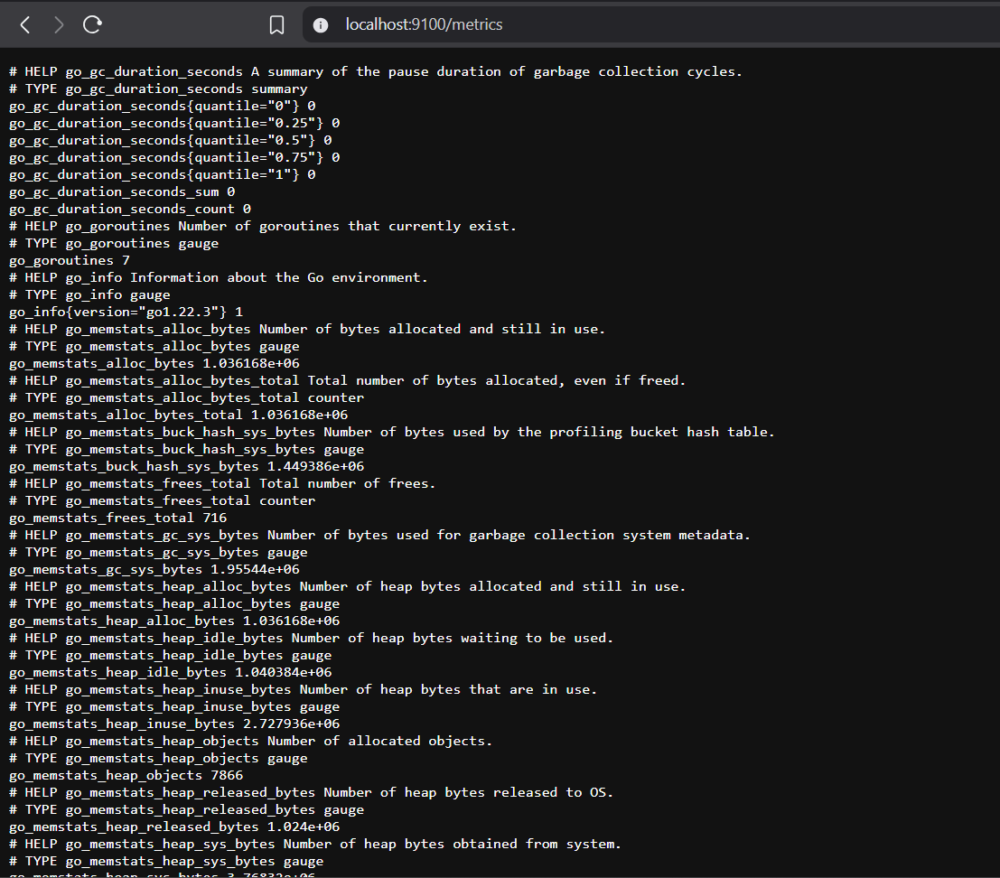 localhost:9100/metrics
# HELP go_gc_duration_seconds A summary of the pause duration of garbage collection cycles.
# TYPE go_gc_duration_seconds summary
go_gc_duration_seconds{quantile="0"} 0
go_gc_duration_seconds{quantile="0.25"} 0
go_gc_duration_seconds{quantile="0.5"} 0
go_gc_duration_seconds{quantile="0.75"} 0
go_gc_duration_seconds{quantile="1"} 0
go_gc_duration_seconds_sum 0
go_gc_duration_seconds_count 0
# HELP go_goroutines Number of goroutines that currently exist.
# TYPE go_goroutines gauge
go_goroutines 7
# HELP go_info Information about the Go environment.
# TYPE go_info gauge
go_info{version="go1.22.3"} 1
# HELP go_memstats_alloc_bytes Number of bytes allocated and still in use.
# TYPE go_memstats_alloc_bytes gauge
go_memstats_alloc_bytes 1.036168e+06
# HELP go_memstats_alloc_bytes_total Total number of bytes allocated, even if freed.
# TYPE go_memstats_alloc_bytes_total counter
go_memstats_alloc_bytes_total 1.036168e+06
# HELP go_memstats_buck_hash_sys_bytes Number of bytes used by the profiling bucket hash table.
# TYPE go_memstats_buck_hash_sys_bytes gauge
go_memstats_buck_hash_sys_bytes 1.449386e+06
# HELP go_memstats_frees_total Total number of frees.
# TYPE go_memstats_frees_total counter
go_memstats_frees_total 716
# HELP go_memstats_gc_sys_bytes Number of bytes used for garbage collection system metadata.
# TYPE go_memstats_gc_sys_bytes gauge
go_memstats_gc_sys_bytes 1.95544e+06
# HELP go_memstats_heap_alloc_bytes Number of heap bytes allocated and still in use.
# TYPE go_memstats_heap_alloc_bytes gauge
go_memstats_heap_alloc_bytes 1.036168e+06
# HELP go_memstats_heap_idle_bytes Number of heap bytes waiting to be used.
# TYPE go_memstats_heap_idle_bytes gauge
go_memstats_heap_idle_bytes 1.040384e+06
# HELP go_memstats_heap_inuse_bytes Number of heap bytes that are in use.
# TYPE go_memstats_heap_inuse_bytes gauge
go_memstats_heap_inuse_bytes 2.727936e+06
# HELP go_memstats_heap_objects Number of allocated objects.
# TYPE go_memstats_heap_objects gauge
go_memstats_heap_objects 7866
# HELP go_memstats_heap_released_bytes Number of heap bytes released to OS.
# TYPE go_memstats_heap_released_bytes gauge
go_memstats_heap_released_bytes 1.024e+06
# HELP go_memstats_heap_sys_bytes Number of heap bytes obtained from system.
# TYPE go_memstats_heap_sys_bytes gauge